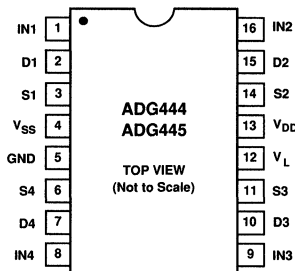 IN1 1 16 IN2
D1 2 15 D2
S1 3 14 S2
ADG444
VSS 4 13 VDD
ADG445
GND 5 12 VL
TOP VIEW
S4 6 11 S3
(Not to Scale)
D4 7 10 D3
IN4 8 9 IN3